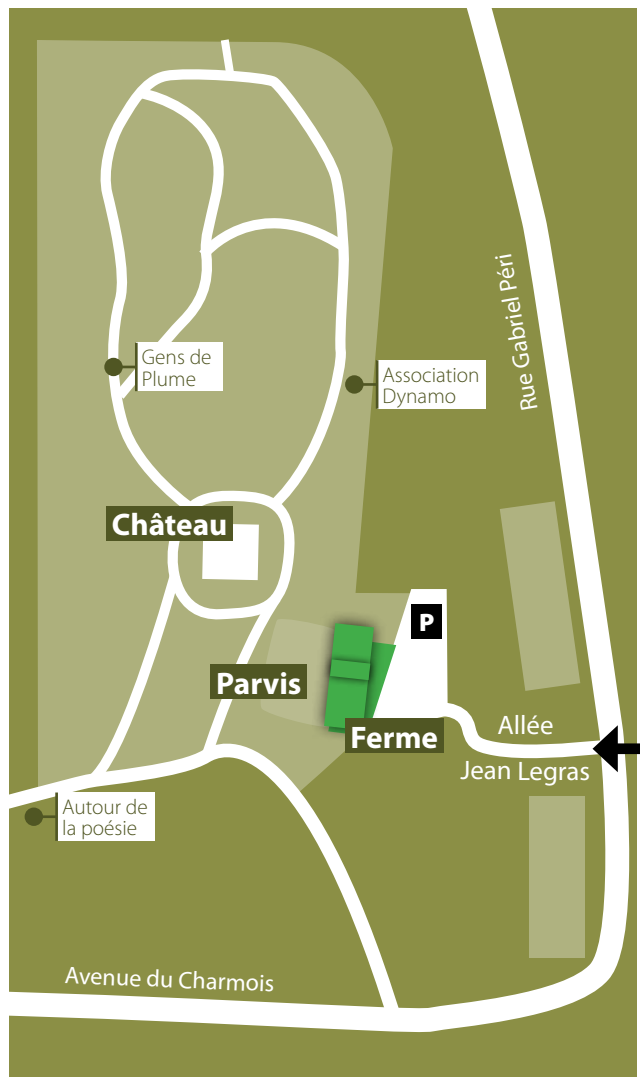 Rue Gabriel Péri
Gens de
Plume
Association
Dynamo
Château
P
Parvis
Ferme
Allée
Jean Legras
Autour de
la poésie
Avenue du Charmois